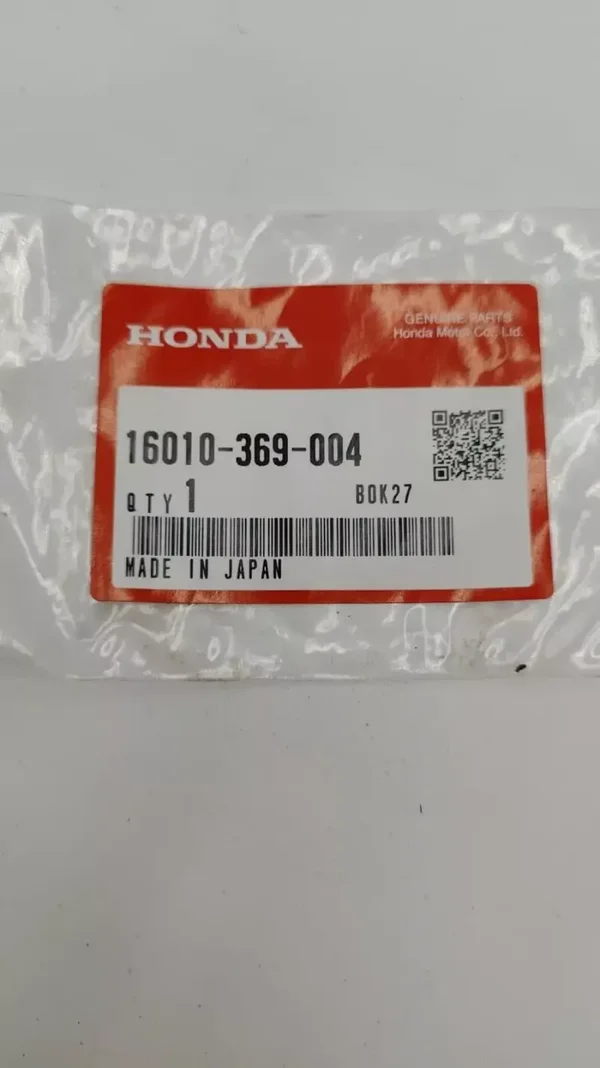 HONDA
GENUINE PARTS
Honda Motor Co., Ltd.
16010-369-004
QTY 1 BOK27
MADE IN JAPAN